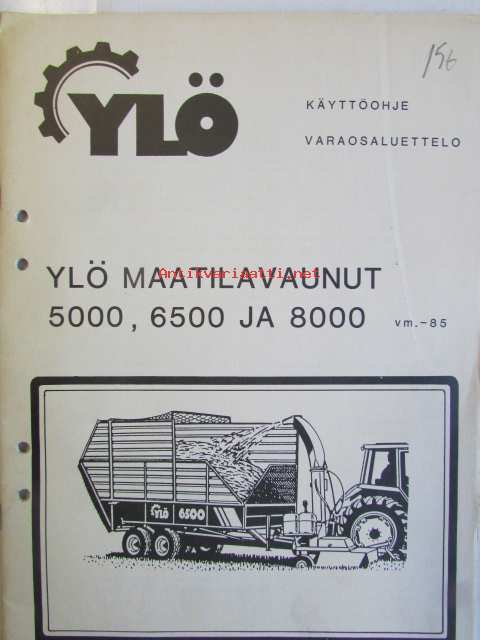 YLÖ
156
KÄYTTÖOHJE
VARAOSALUETTELO
Antikvariaatti.net
YLÖ MAATILAVAUNUT
5000, 6500 JA 8000 vm.-85
YLÖ 6500